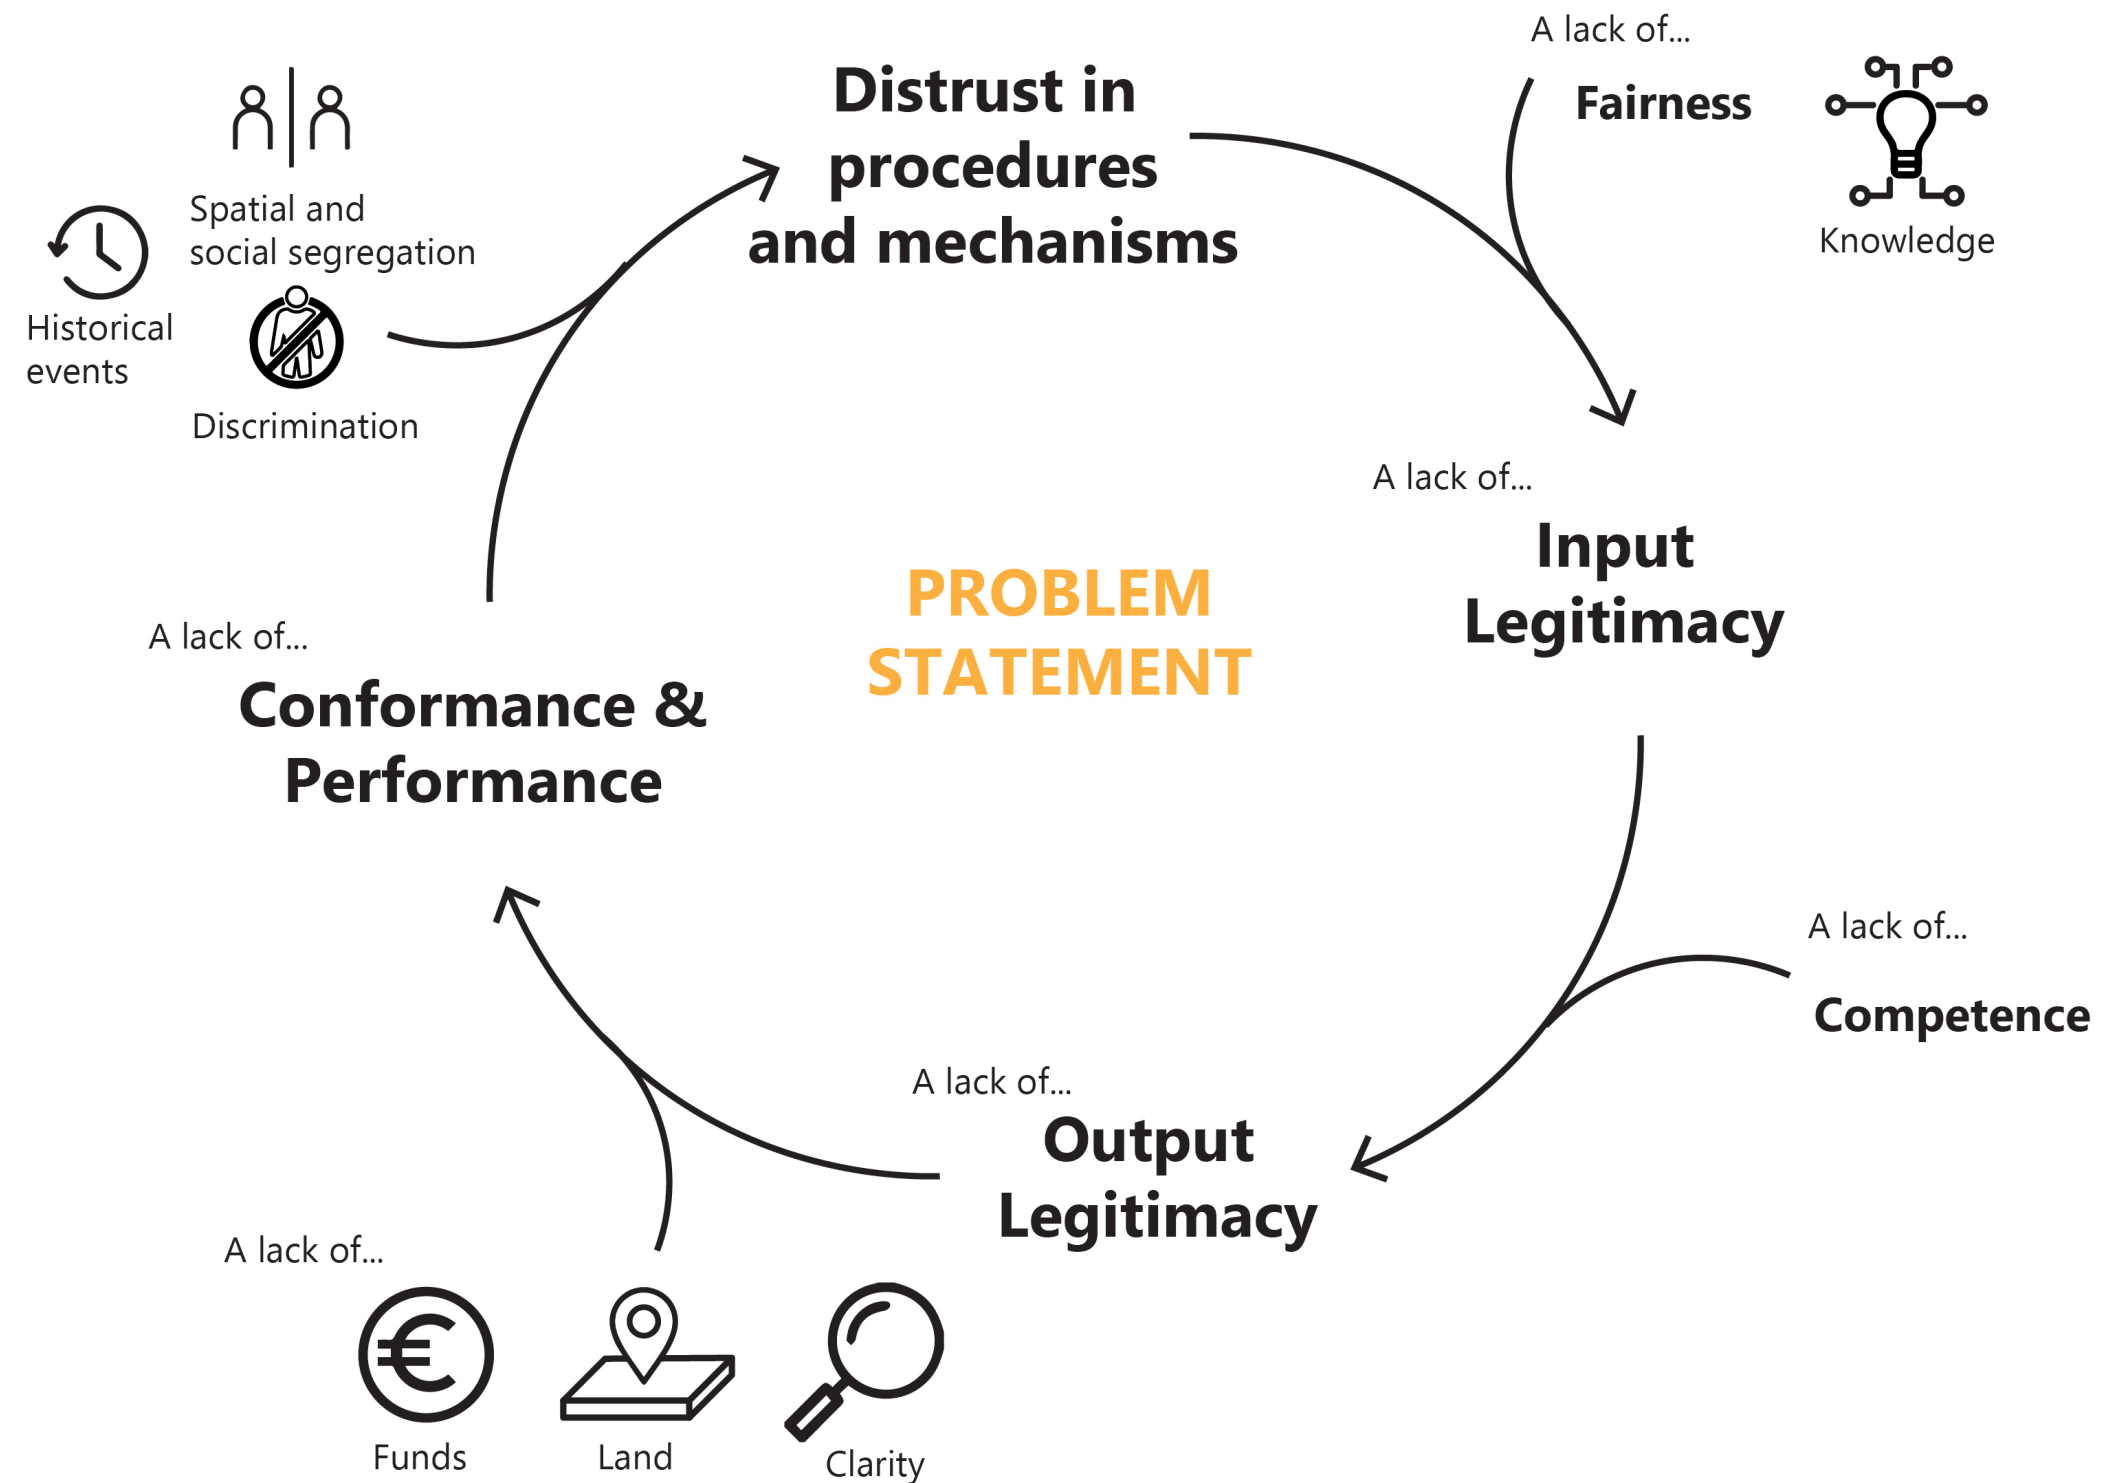 Distrust in
procedures
and mechanisms
A lack of...
Fairness
Knowledge
A lack of...
Input
Legitimacy
A lack of...
Competence
A lack of...
Output
Legitimacy
A lack of...
Funds
Land
Clarity
A lack of...
Conformance &
Performance
Spatial and
social segregation
Historical
events
Discrimination
PROBLEM
STATEMENT